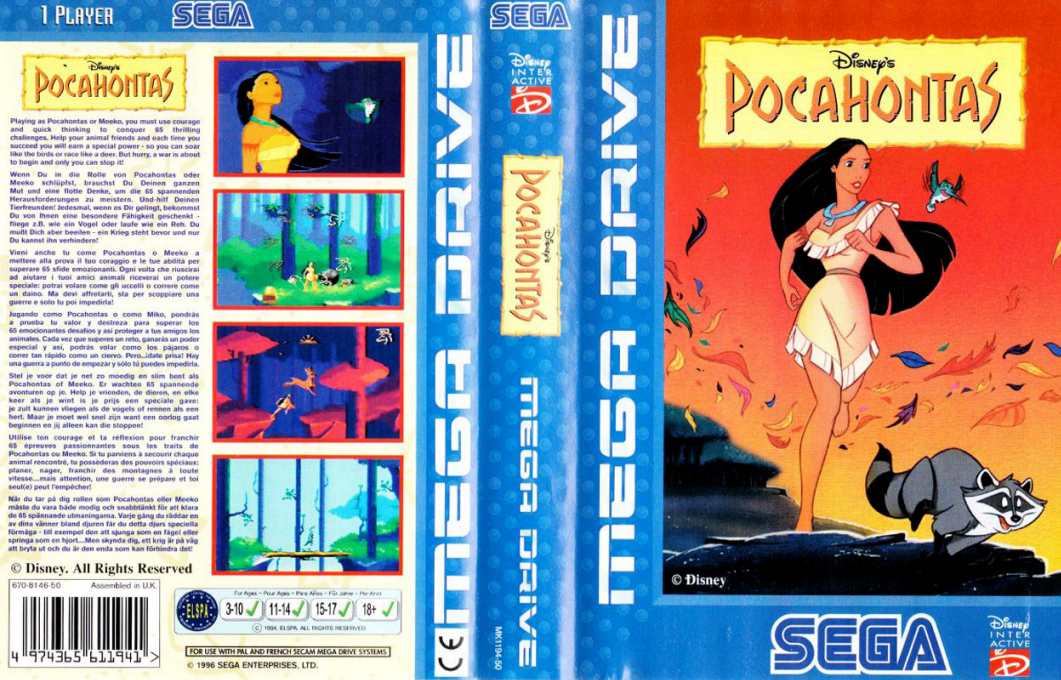 1 PLAYER
SEGA
DISNEY'S
POCAHONTAS
Playing as Pocahontas or Meeko, you must use courage
and quick thinking to conquer 65 thrilling
challenges. Help your animal friends and each time you
succeed you will earn a special power - so you can soar
like the birds or race like a deer. But hurry, a war is about
to begin and only you can stop it!
Wenn Du in die Rolle von Pocahontas oder
Meeko schlüpfst, brauchst Du Deinen ganzen
Mut und eine flotte Denke, um die 65 spannenden
Herausforderungen zu meistern. Und-hilf Deinen
Tierfreunden! Jedesmal, wenn es Dir gelingt, bekommst
Du von Ihnen eine besondere Fähigkeit geschenkt -
fliege z.B. wie ein Vogel oder laufe wie ein Reh. Du
mußt Dich aber beeilen - ein Krieg steht bevor und nur
Du kannst ihn verhindern!
Vieni anche tu come Pocahontas o Meeko a
mettere alla prova il tuo coraggio e le tue abilità per
superare 65 sfide emozionanti. Ogni volta che riuscirai
ad aiutare i tuoi amici animali riceverai un potere
speciale: potrai volare come gli uccelli o correre come
un daino. Ma devi affrettarti, sta per scoppiare una
guerre e solo tu poi impedirla!
Jugando como Pocahontas o como Miko, pondrás
a prueba tu valor y destreza para superar los
65 emocionantes desafíos y así proteger a tus amigos los
animales. Cada vez que superes un reto, ganarás un poder
especial y así, podrás volar como los pájaros o
correr tan rápido como un ciervo. Pero...¡date prisa! Hay
una guerra a punto de empezar y sólo tú puedes impedirla.
Stel je voor dat je net zo moedig en slim bent als
Pocahontas of Meeko. Er wachten 65 spannende
avonturen op je. Help je vrienden, de dieren, en elke
keer als je wint is je prijs een speciale gave:
je zult kunnen vliegen als de vogels of rennen als een
hert. Maar je moet wel snel zijn want een oorlog gaat
beginnen en jij alleen kan die stoppen!
Utilise ton courage et ta réflexion pour franchir
65 épreuves passionnantes sous les traits de
Pocahontas ou Meeko. Si tu parviens à secourir chaque
animal rencontré, tu posséderas des pouvoirs spéciaux:
planer, nager, franchir des montagnes à toute
vitesse....mais attention, une guerre se prépare et toi
seul(e) peut l'empêcher!
När du tar på dig rollen som Pocahontas eller Meeko
måste du vara både modig och snabbtänkt för att klara
de 65 spännande utmaningarna. Varje gång du räddar en
av dina vänner bland djuren får du detta djurs speciella
förmåga - till exempel den att sjunga som en fågel eller
springa som en hjort....Men skynda dig, ett krig är på väg
att bryta ut och du är den enda som kan förhindra det!
© Disney. All Rights Reserved
670-8146-50 Assembled in U.K.
4 974365 611941 >
For Ages – Pour Ages – Para Años – Für Jahre – Per Anni
ELSPA
3-10 11-14 15-17 18+
© 1994. ELSPA. ALL RIGHTS RESERVED
FOR USE WITH PAL AND FRENCH SECAM MEGA DRIVE SYSTEMS
© 1996 SEGA ENTERPRISES, LTD.
MEGA DRIVE
CE
SEGA
DISNEY
INTER
ACTIVE
DISNEY'S
POCAHONTAS
MEGA DRIVE
MK1194-50
MEGA DRIVE
DISNEY'S
POCAHONTAS
© Disney
SEGA
DISNEY
INTER
ACTIVE